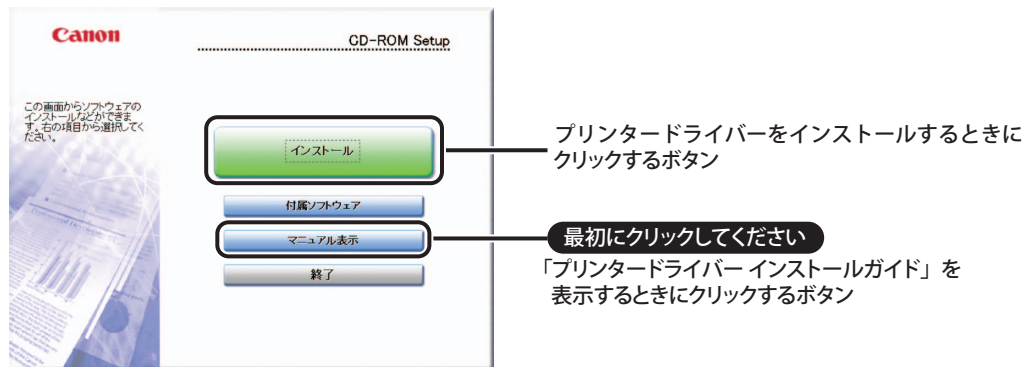 Canon
CD-ROM Setup
この画面からソフトウェアの
インストールなどができま
す。右の項目から選択してく
ださい。
インストール
プリンタードライバーをインストールするときに
クリックするボタン
付属ソフトウェア
マニュアル表示
最初にクリックしてください
「プリンタードライバー インストールガイド」を
表示するときにクリックするボタン
終了